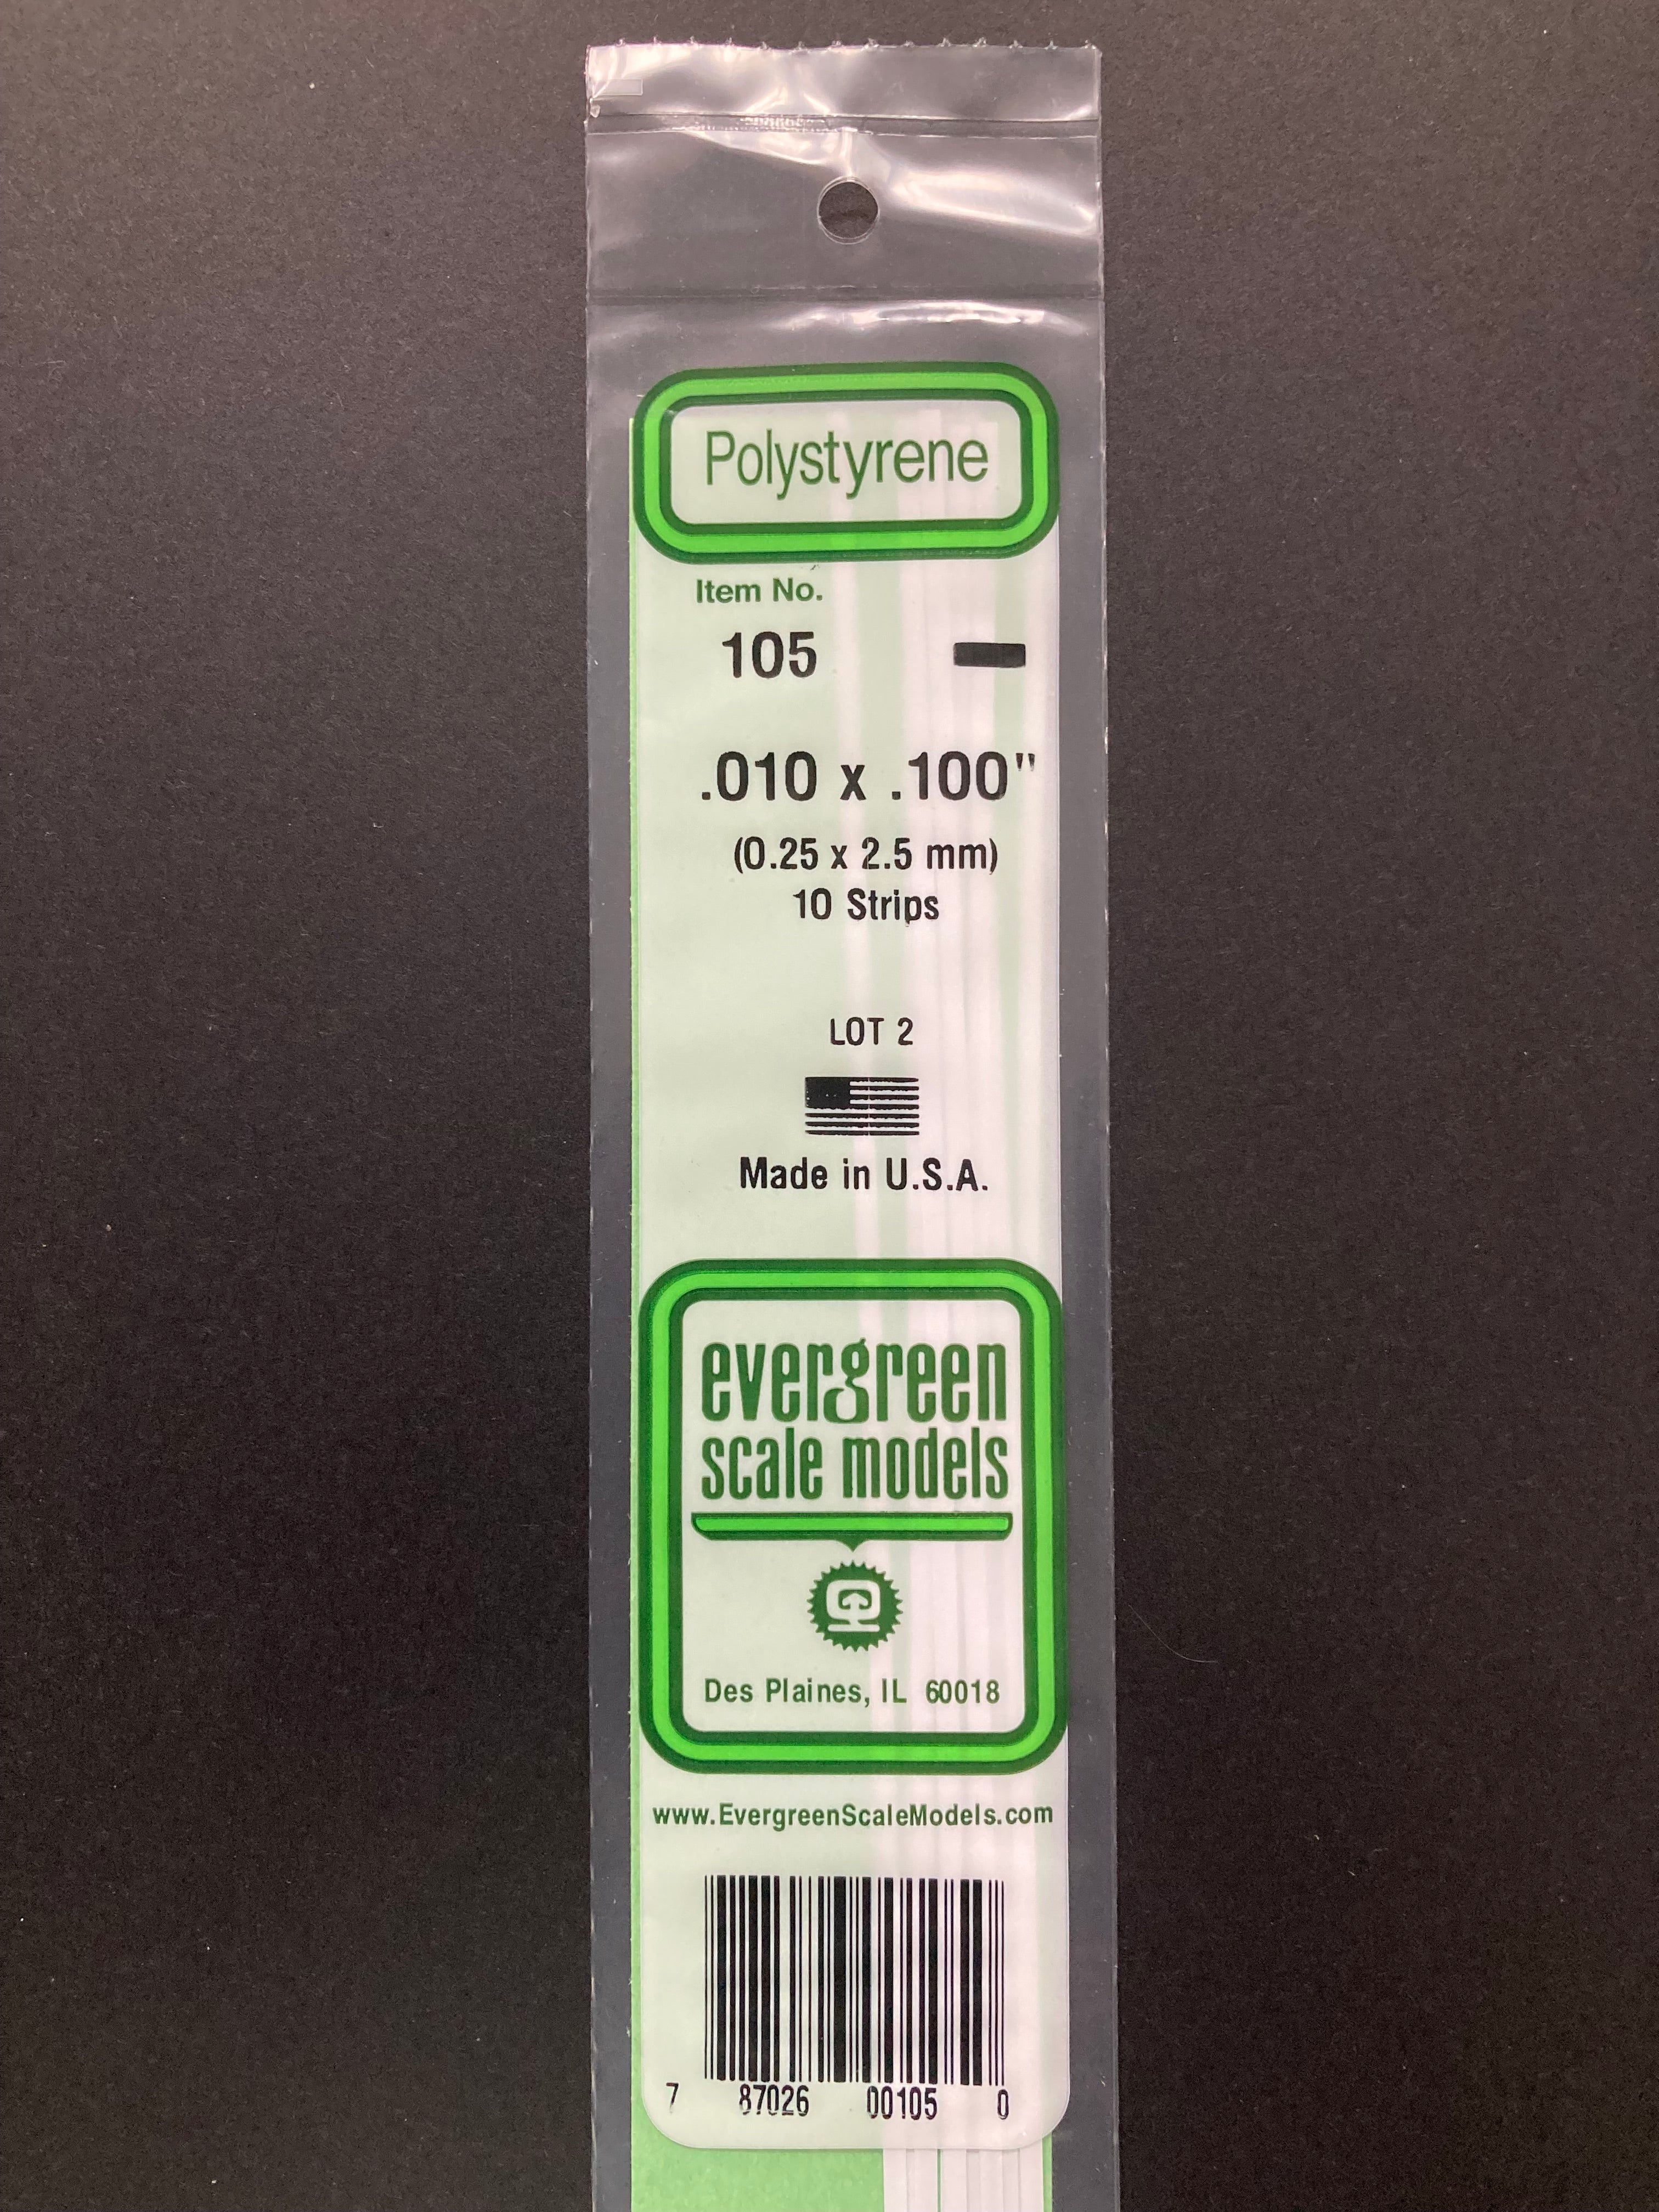 Polystyrene
Item No.
105
.010 x .100"
(0.25 x 2.5 mm)
10 Strips
LOT 2
Made in U.S.A.
evergreen
scale models
Des Plaines, IL 60018
www.EvergreenScaleModels.com
7 87026 00105 0